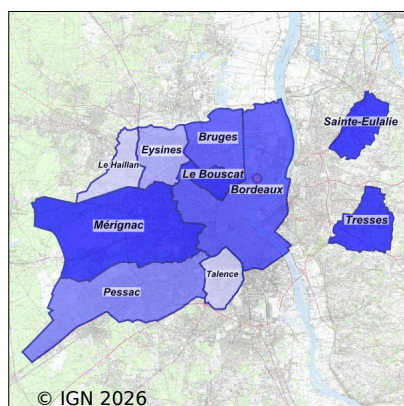 Sainte-Eulalie
Bruges
Eysines
Le Haillan
Le Bouscat
Bordeaux
Tresses
Mérignac
Talence
Pessac
© IGN 2026